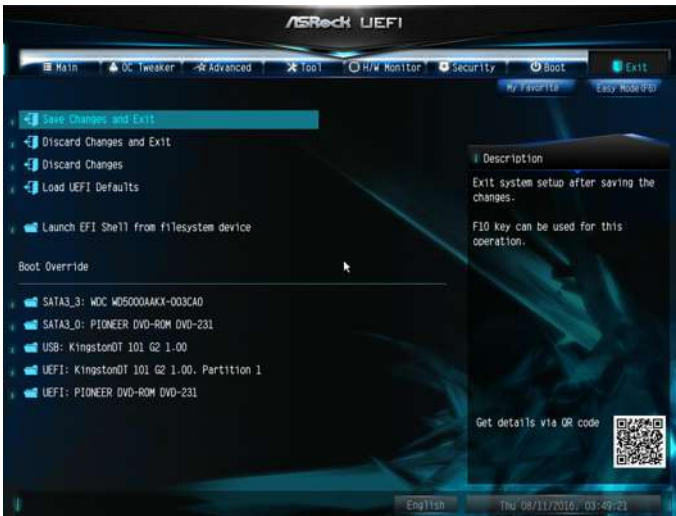 ASRock UEFI
Main OC Tweaker Advanced Tool H/W Monitor Security Boot Exit
My Favorite Easy Mode(F6)
Save Changes and Exit
Discard Changes and Exit
Discard Changes
Load UEFI Defaults
Launch EFI Shell from filesystem device
Boot Override
SATA3_3: WDC WD5000AAKX-003CA0
SATA3_0: PIONEER DVD-ROM DVD-231
USB: KingstonDT 101 G2 1.00
UEFI: KingstonDT 101 G2 1.00. Partition 1
UEFI: PIONEER DVD-ROM DVD-231
Description
Exit system setup after saving the
changes.
F10 key can be used for this
operation.
Get details via QR code
English Thu 08/11/2016, 03:49:21